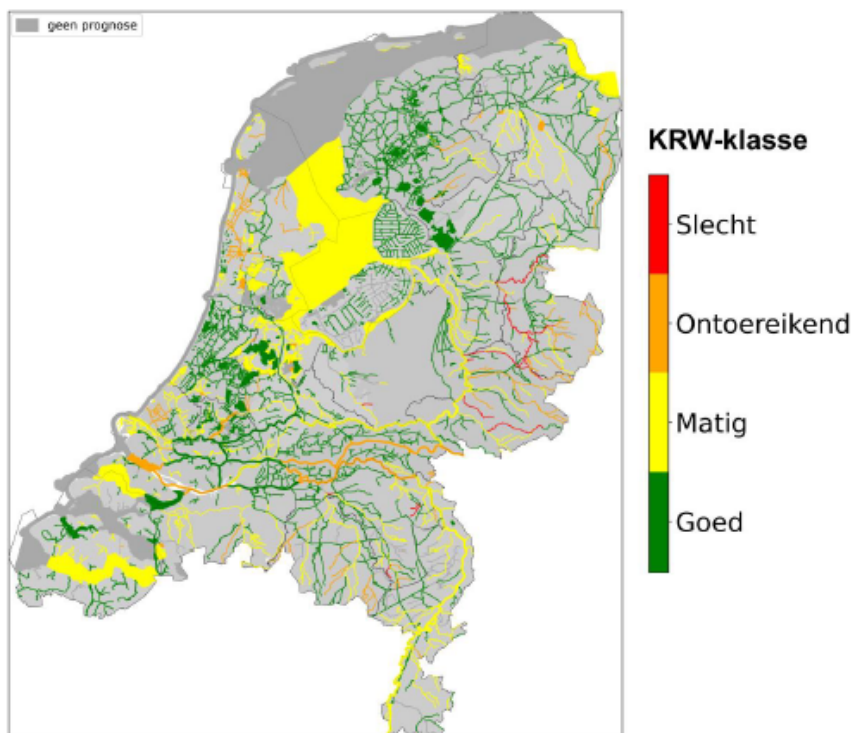 geen prognose
KRW-klasse
Slecht
Ontoereikend
Matig
Goed